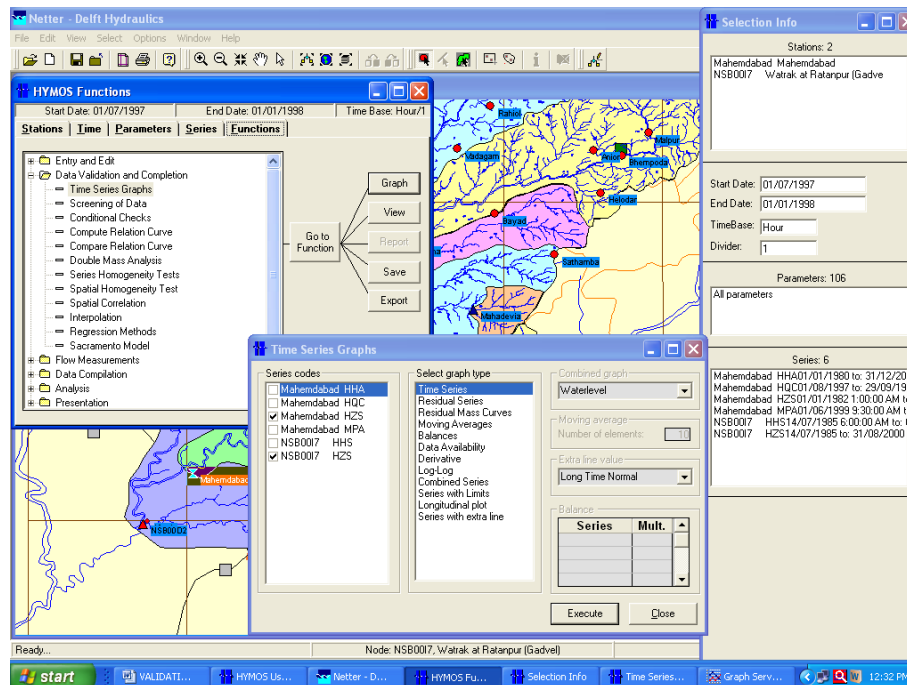 Netter - Delft Hydraulics
File Edit View Select Options Window Help
HYMOS Functions
Start Date: 01/07/1997 End Date: 01/01/1998 Time Base: Hour/1
Stations Time Parameters Series Functions
Entry and Edit
Data Validation and Completion
Time Series Graphs
Screening of Data
Conditional Checks
Compute Relation Curve
Compare Relation Curve
Double Mass Analysis
Series Homogeneity Tests
Spatial Homogeneity Test
Spatial Correlation
Interpolation
Regression Methods
Sacramento Model
Flow Measurements
Data Compilation
Analysis
Presentation
Go to
Function
Graph
View
Report
Save
Export
Rahiol
Vadagam
Malpur
Anior
Bhempoda
Helodar
Bayad
Sathamba
Mahadevia
Mahemdabad
NSB00D2
Selection Info
Stations: 2
Mahemdabad Mahemdabad
NSB00I7 Watrak at Ratanpur (Gadve
Start Date: 01/07/1997
End Date: 01/01/1998
TimeBase: Hour
Divider: 1
Parameters: 106
All parameters
Series: 6
Mahemdabad HHA01/01/1980 to: 31/12/20
Mahemdabad HQC01/08/1997 to: 29/09/19
Mahemdabad HZS01/01/1982 1:00:00 AM t
Mahemdabad MPA01/06/1999 9:30:00 AM
NSB00I7 HHS14/07/1985 6:00:00 AM to:
NSB00I7 HZS14/07/1985 to: 31/08/2000
Time Series Graphs
Series codes
Mahemdabad HHA
Mahemdabad HQC
Mahemdabad HZS
Mahemdabad MPA
NSB00I7 HHS
NSB00I7 HZS
Select graph type
Time Series
Residual Series
Residual Mass Curves
Moving Averages
Balances
Data Availability
Derivative
Log-Log
Combined Series
Series with Limits
Longitudinal plot
Series with extra line
Combined graph
Waterlevel
Moving average
Number of elements: 10
Extra line value
Long Time Normal
Balance
Series Mult.
Execute Close
Ready... Node: NSB00I7, Watrak at Ratanpur (Gadvel)
start VALIDATI... HYMOS Us... Netter - D... HYMOS Fu... Selection Info Time Series... Graph Serv... 12:32 PM